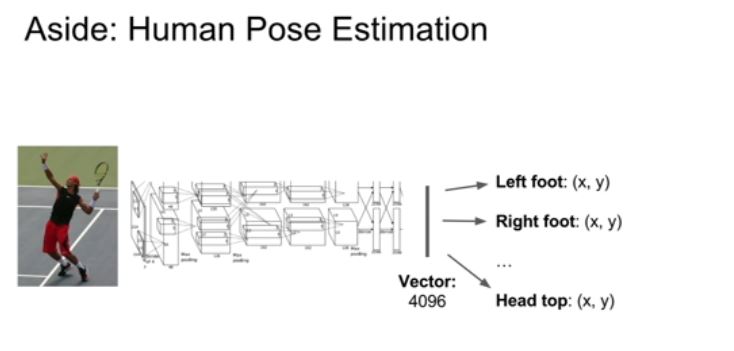 Aside: Human Pose Estimation
Left foot: (x, y)
Right foot: (x, y)
...
Vector:
4096
Head top: (x, y)